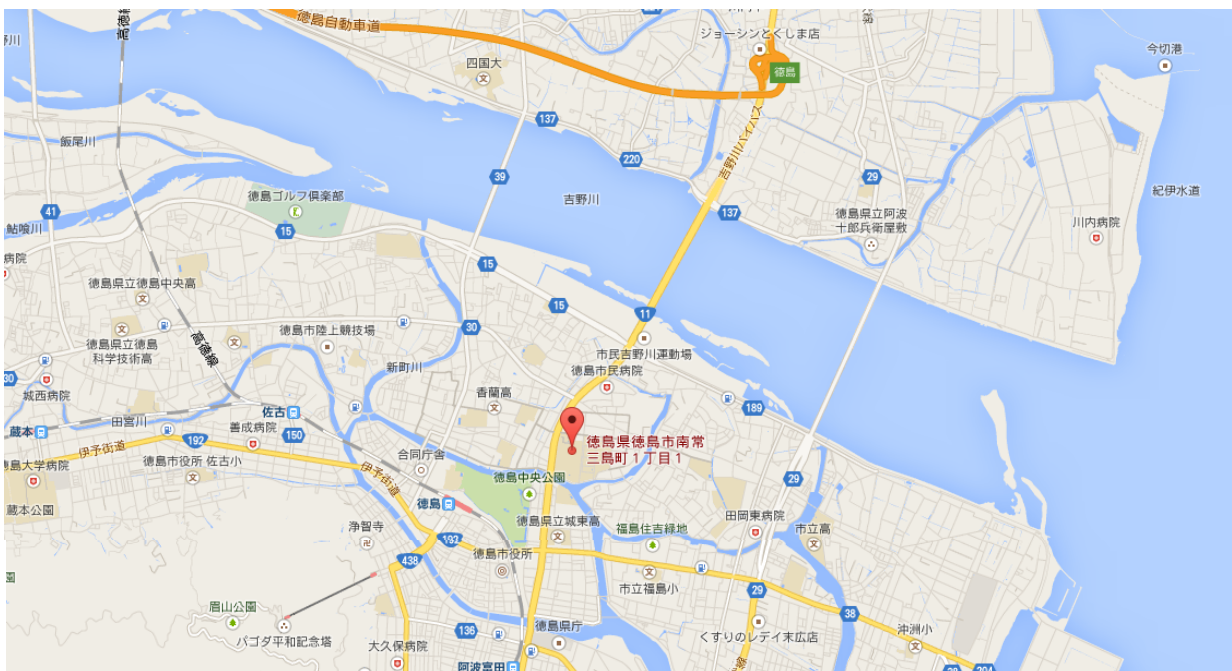 高徳線
徳島自動車道
ジョーシンとくしま店
今切港
四国大
徳島
137
吉野川バイパス
飯尾川
220
39
29
紀伊水道
徳島ゴルフ倶楽部
吉野川
137
41
徳島県立阿波
十郎兵衛屋敷
川内病院
鮎喰川
15
病院
15
徳島県立徳島中央高
15
11
高徳線
徳島市陸上競技場
30
徳島県立徳島
科学技術高
市民吉野川運動場
新町川
徳島市民病院
30
城西病院
香蘭高
189
佐古
田宮川
蔵本
善成病院
150
192
伊予街道
徳島県徳島市南常
三島町1丁目1
合同庁舎
徳島大学病院
徳島市役所 佐古小
伊予街道
徳島中央公園
29
蔵本公園
徳島
田岡東病院
浄智寺
徳島県立城東高
福島住吉緑地
市立高
192
徳島市役所
438
市立福島小
29
眉山公園
38
パゴダ平和記念塔
136
徳島県庁
くすりのレデイ末広店
沖洲小
大久保病院
阿波富田